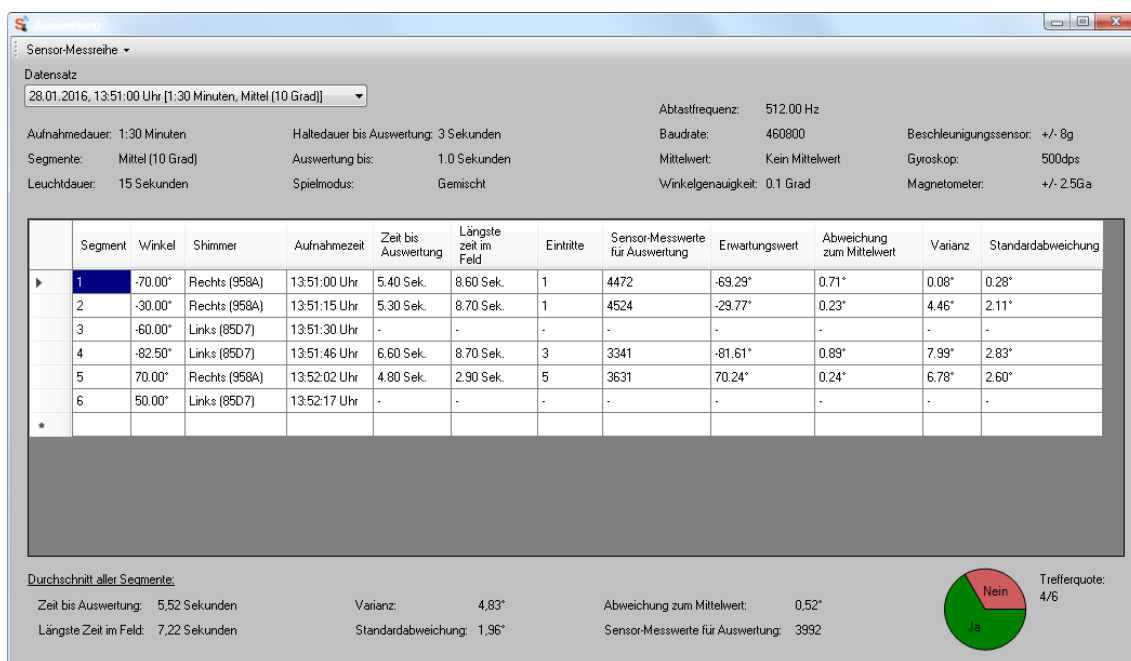 Auswertung
Sensor-Messreihe
Datensatz
28.01.2016, 13:51:00 Uhr [1:30 Minuten, Mittel (10 Grad)]
Abtastfrequenz: 512.00 Hz
Aufnahmedauer: 1:30 Minuten Haltedauer bis Auswertung: 3 Sekunden Baudrate: 460800 Beschleunigungssensor: +/- 8g
Segmente: Mittel (10 Grad) Auswertung bis: 1.0 Sekunden Mittelwert: Kein Mittelwert Gyroskop: 500dps
Leuchtdauer: 15 Sekunden Spielmodus: Gemischt Winkelgenauigkeit: 0.1 Grad Magnetometer: +/- 2.5Ga
Segment Winkel Shimmer Aufnahmezeit Zeit bis Auswertung Längste zeit im Feld Eintritte Sensor-Messwerte für Auswertung Erwartungswert Abweichung zum Mittelwert Varianz Standardabweichung
1 -70.00° Rechts (958A) 13:51:00 Uhr 5.40 Sek. 8.60 Sek. 1 4472 -69.29° 0.71° 0.08° 0.28°
2 -30.00° Rechts (958A) 13:51:15 Uhr 5.30 Sek. 8.70 Sek. 1 4524 -29.77° 0.23° 4.46° 2.11°
3 -60.00° Links (85D7) 13:51:30 Uhr - - - - - - - -
4 -82.50° Links (85D7) 13:51:46 Uhr 6.60 Sek. 8.70 Sek. 3 3341 -81.61° 0.89° 7.99° 2.83°
5 70.00° Rechts (958A) 13:52:02 Uhr 4.80 Sek. 2.90 Sek. 5 3631 70.24° 0.24° 6.78° 2.60°
6 50.00° Links (85D7) 13:52:17 Uhr - - - - - - - -
*
Durchschnitt aller Segmente:
Zeit bis Auswertung: 5,52 Sekunden Varianz: 4,83° Abweichung zum Mittelwert: 0,52°
Längste Zeit im Feld: 7,22 Sekunden Standardabweichung: 1,96° Sensor-Messwerte für Auswertung: 3992
Nein
Ja
Trefferquote:
4/6